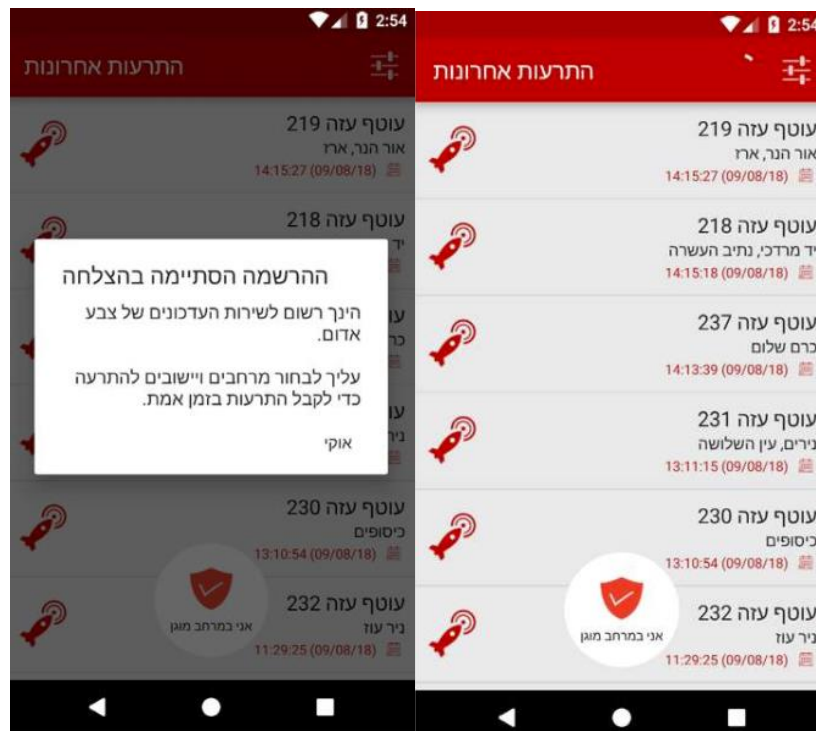 2:54
התרעות אחרונות
עוטף עזה 219
אור הנר, ארז
14:15:27 (09/08/18)
עוטף עזה 218
יד
ההרשמה הסתיימה בהצלחה
הינך רשום לשירות העדכונים של צבע
אדום.
עליך לבחור מרחבים ויישובים להתרעה
כדי לקבל התרעות בזמן אמת.
אוקי
עוטף עזה 230
כיסופים
13:10:54 (09/08/18)
עוטף עזה 232
ניר עוז
אני במרחב מוגן
11:29:25 (09/08/18)
2:54
התרעות אחרונות
עוטף עזה 219
אור הנר, ארז
14:15:27 (09/08/18)
עוטף עזה 218
יד מרדכי, נתיב העשרה
14:15:18 (09/08/18)
עוטף עזה 237
כרם שלום
14:13:39 (09/08/18)
עוטף עזה 231
נירים, עין השלושה
13:11:15 (09/08/18)
עוטף עזה 230
כיסופים
13:10:54 (09/08/18)
עוטף עזה 232
ניר עוז
אני במרחב מוגן
11:29:25 (09/08/18)